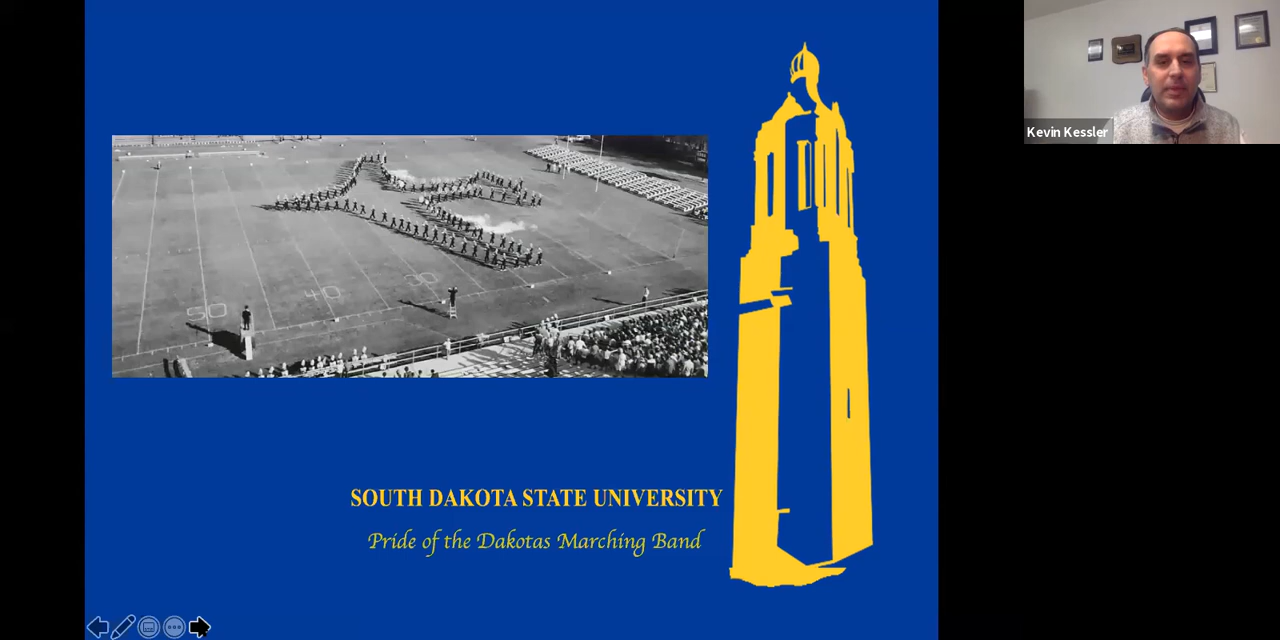 Kevin Kessler
50
40
30
SOUTH DAKOTA STATE UNIVERSITY
Pride of the Dakotas Marching Band